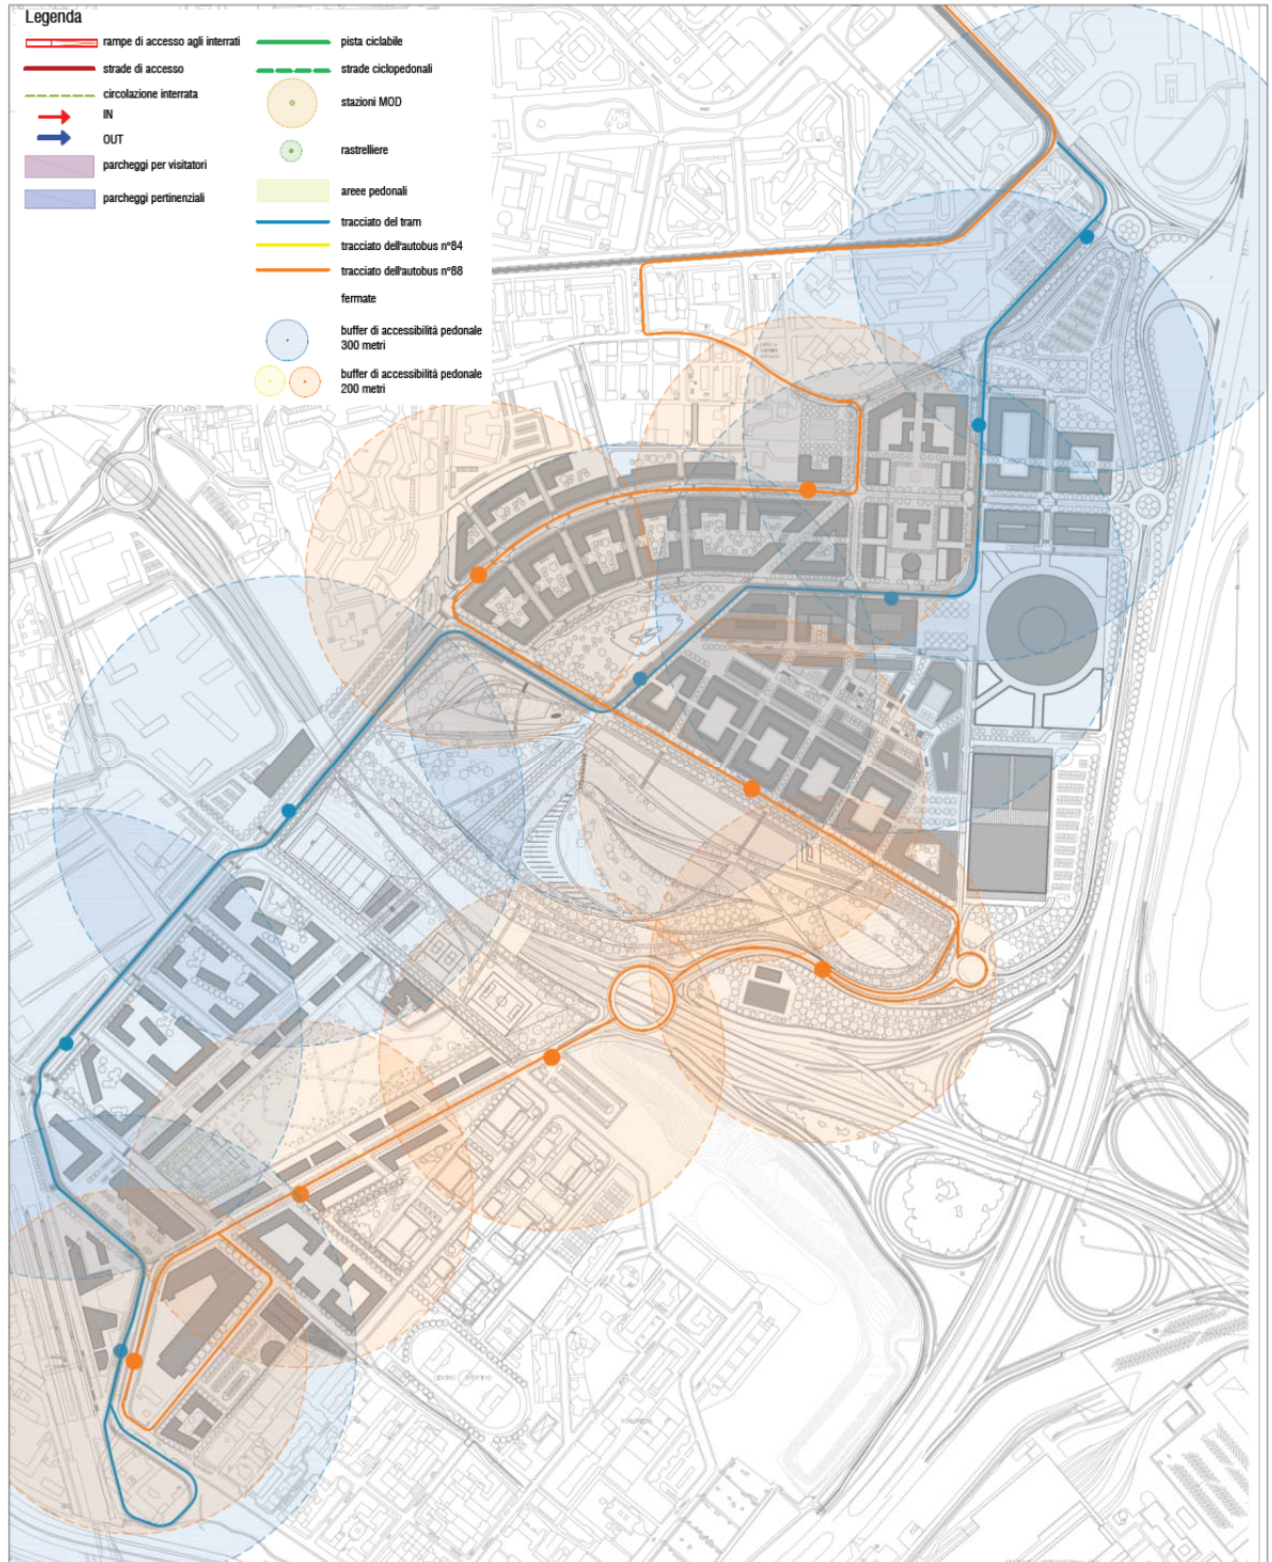 Legenda
rampe di accesso agli interrati
strade di accesso
circolazione interrata
IN
OUT
parcheggi per visitatori
parcheggi pertinenziali
pista ciclabile
strade ciclopedonali
stazioni MOD
rastrelliere
areee pedonali
tracciato del tram
tracciato dell'autobus n°84
tracciato dell'autobus n°88
fermate
buffer di accessibilità pedonale
300 metri
buffer di accessibilità pedonale
200 metri